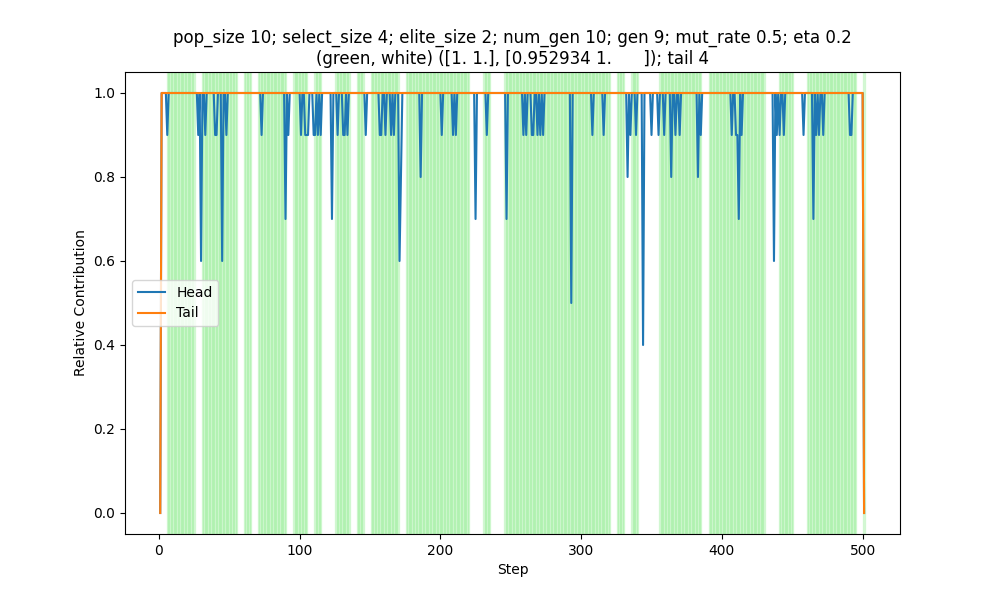 pop_size 10; select_size 4; elite_size 2; num_gen 10; gen 9; mut_rate 0.5; eta 0.2
(green, white) ([1. 1.], [0.952934 1.       ]); tail 4
1.0
0.8
0.6
0.4
0.2
0.0
Relative Contribution
Head
Tail
0
100
200
300
400
500
Step